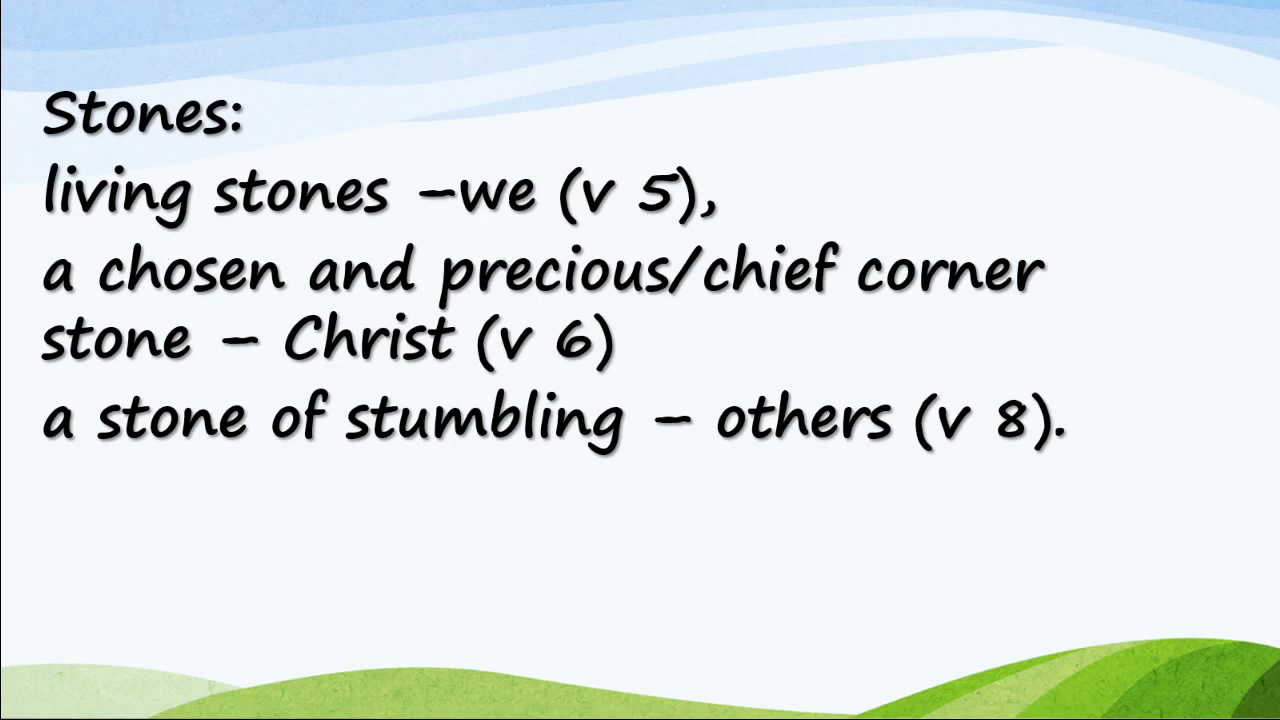 Stones:
living stones –we (v 5),
a chosen and precious/chief corner
stone – Christ (v 6)
a stone of stumbling – others (v 8).